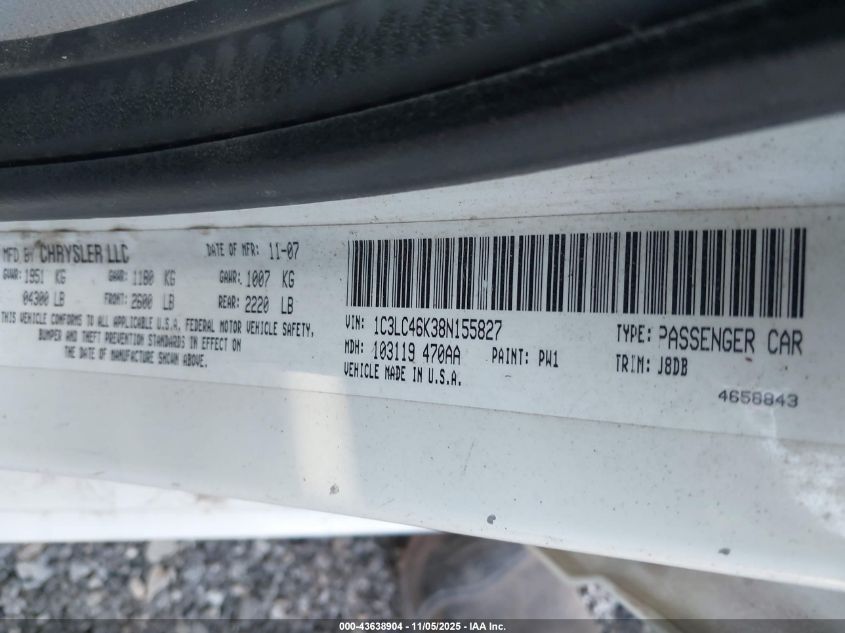 MFD BY CHRYSLER LLC DATE OF MFR: 11-07
GVWR: 1951 KG GAWR: 1180 KG GAWR: 1007 KG
04300 LB FRONT: 2600 LB REAR: 2220 LB
THIS VEHICLE CONFORMS TO ALL APPLICABLE U.S.A. FEDERAL MOTOR VEHICLE SAFETY,
BUMPER AND THEFT PREVENTION STANDARDS IN EFFECT ON
THE DATE OF MANUFACTURE SHOWN ABOVE.
VIN: 1C3LC46K38N155827 TYPE: PASSENGER CAR
MDH: 103119 470AA PAINT: PW1 TRIM: J8DB
VEHICLE MADE IN U.S.A.
4658843
000-43638904 - 11/05/2025 - IAA Inc.